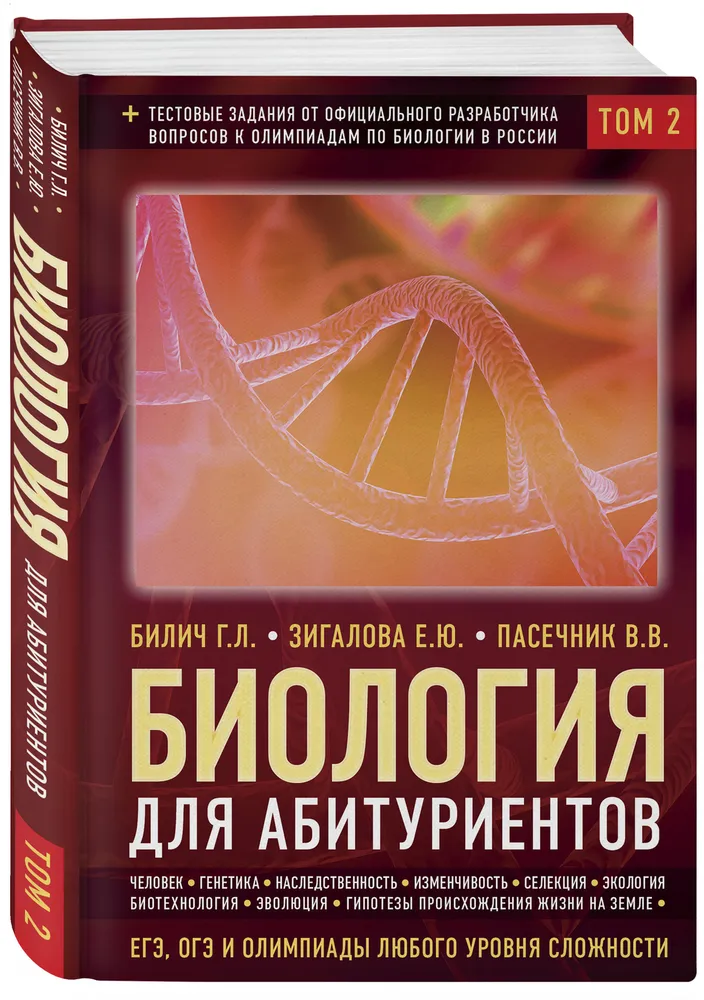 + ТЕСТОВЫЕ ЗАДАНИЯ ОТ ОФИЦИАЛЬНОГО РАЗРАБОТЧИКА
ВОПРОСОВ К ОЛИМПИАДАМ ПО БИОЛОГИИ В РОССИИ
ТОМ 2
БИЛИЧ Г.Л. • ЗИГАЛОВА Е.Ю. • ПАСЕЧНИК В.В.
БИОЛОГИЯ
ДЛЯ АБИТУРИЕНТОВ
ЧЕЛОВЕК • ГЕНЕТИКА • НАСЛЕДСТВЕННОСТЬ • ИЗМЕНЧИВОСТЬ • СЕЛЕКЦИЯ • ЭКОЛОГИЯ
БИОТЕХНОЛОГИЯ • ЭВОЛЮЦИЯ • ГИПОТЕЗЫ ПРОИСХОЖДЕНИЯ ЖИЗНИ НА ЗЕМЛЕ •
ЕГЭ, ОГЭ И ОЛИМПИАДЫ ЛЮБОГО УРОВНЯ СЛОЖНОСТИ
• БИЛИЧ Г.Л.
• ЗИГАЛОВА Е.Ю.
• ПАСЕЧНИК В.В.
БИОЛОГИЯ
ДЛЯ АБИТУРИЕНТОВ
ТОМ 2